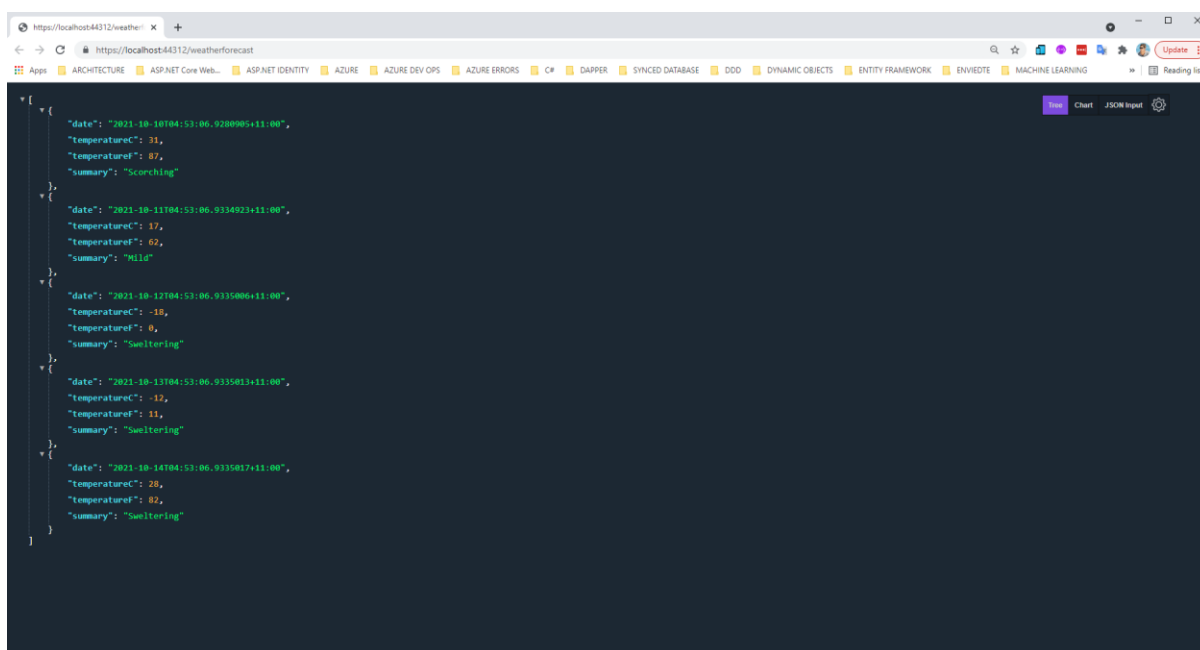 https://localhost:44312/weather
https://localhost:44312/weatherforecast
Update
Apps ARCHITECTURE ASP.NET Core Web... ASP.NET IDENTITY AZURE AZURE DEV OPS AZURE ERRORS C# DAPPER SYNCED DATABASE DDD DYNAMIC OBJECTS ENTITY FRAMEWORK ENVIEDTE MACHINE LEARNING » Reading lis
Tree Chart JSON Input
[
{
"date": "2021-10-10T04:53:06.9280905+11:00",
"temperatureC": 31,
"temperatureF": 87,
"summary": "Scorching"
},
{
"date": "2021-10-11T04:53:06.9334923+11:00",
"temperatureC": 17,
"temperatureF": 62,
"summary": "Mild"
},
{
"date": "2021-10-12T04:53:06.9335006+11:00",
"temperatureC": -18,
"temperatureF": 0,
"summary": "Sweltering"
},
{
"date": "2021-10-13T04:53:06.9335013+11:00",
"temperatureC": -12,
"temperatureF": 11,
"summary": "Sweltering"
},
{
"date": "2021-10-14T04:53:06.9335017+11:00",
"temperatureC": 28,
"temperatureF": 82,
"summary": "Sweltering"
}
]